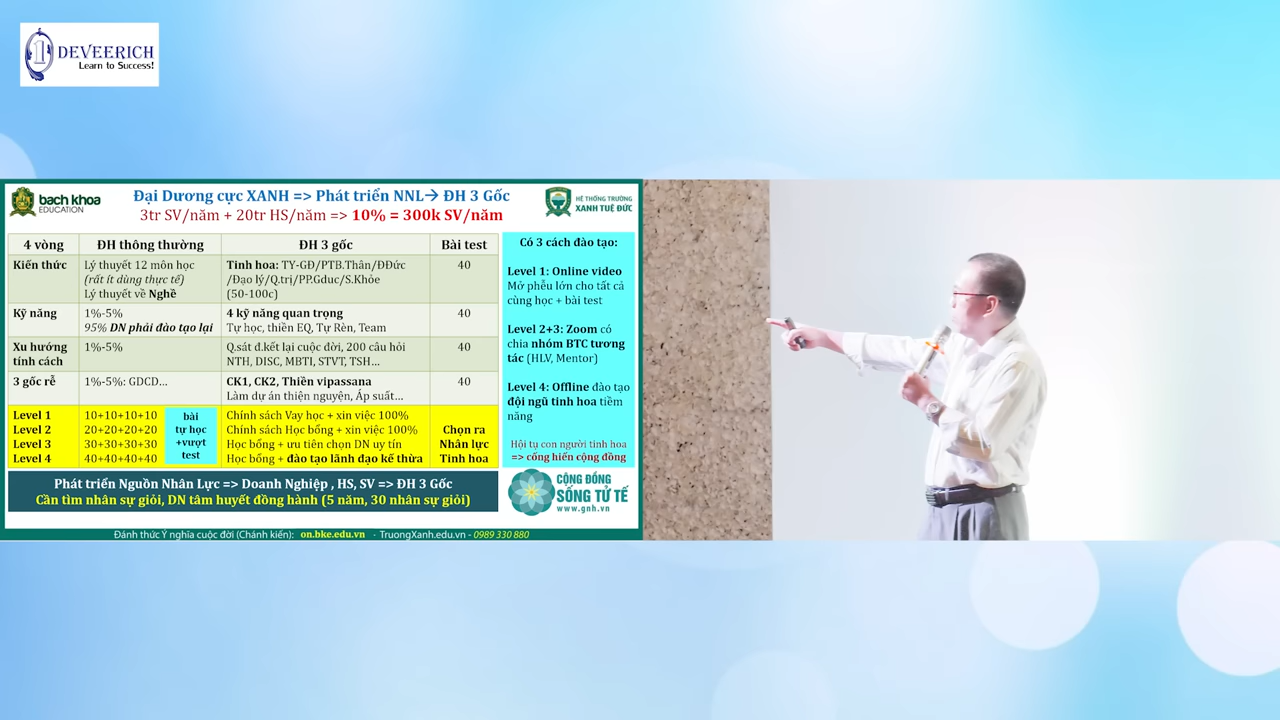 DEVEERICH
Learn to Success!
bach khoa
EDUCATION
Đại Dương cực XANH => Phát triển NNL→ ĐH 3 Gốc
3tr SV/năm + 20tr HS/năm => 10% = 300k SV/năm
HỆ THỐNG TRƯỜNG
XANH TUỆ ĐỨC
4 vòng ĐH thông thường ĐH 3 gốc Bài test
Kiến thức
Lý thuyết 12 môn học
(rất ít dùng thực tế)
Lý thuyết về Nghề
Tinh hoa: TY-GĐ/PTB.Thân/ĐĐức
/Đạo lý/Q.trị/PP.Gduc/S.Khỏe
(50-100c)
40
Kỹ năng
1%-5%
95% DN phải đào tạo lại
4 kỹ năng quan trọng
Tự học, thiền EQ, Tự Rèn, Team
40
Xu hướng
tính cách
1%-5%
Q.sát đ.kết lại cuộc đời, 200 câu hỏi
NTH, DISC, MBTI, STVT, TSH...
40
3 gốc rễ
1%-5%: GDCD...
CK1, CK2, Thiền vipassana
Làm dự án thiện nguyện, Áp suất...
40
Level 1 10+10+10+10 Chính sách Vay học + xin việc 100%
Level 2 20+20+20+20 Chính sách Học bổng + xin việc 100%
Level 3 30+30+30+30 Học bổng + ưu tiên chọn DN uy tín
Level 4 40+40+40+40 Học bổng + đào tạo lãnh đạo kế thừa
bài
tự học
+vượt
test
Chọn ra
Nhân lực
Tinh hoa
Có 3 cách đào tạo:
Level 1: Online video
Mở phễu lớn cho tất cả
cùng học + bài test
Level 2+3: Zoom có
chia nhóm BTC tương
tác (HLV, Mentor)
Level 4: Offline đào tạo
đội ngũ tinh hoa tiềm
năng
Hội tụ con người tinh hoa
=> cống hiến cộng đồng
Phát triển Nguồn Nhân Lực => Doanh Nghiệp , HS, SV => ĐH 3 Gốc
Cần tìm nhân sự giỏi, DN tâm huyết đồng hành (5 năm, 30 nhân sự giỏi)
CỘNG ĐỒNG
SỐNG TỬ TẾ
www.gnh.vn
Đánh thức Ý nghĩa cuộc đời (Chánh kiến): on.bke.edu.vn · TruongXanh.edu.vn - 0989 330 880